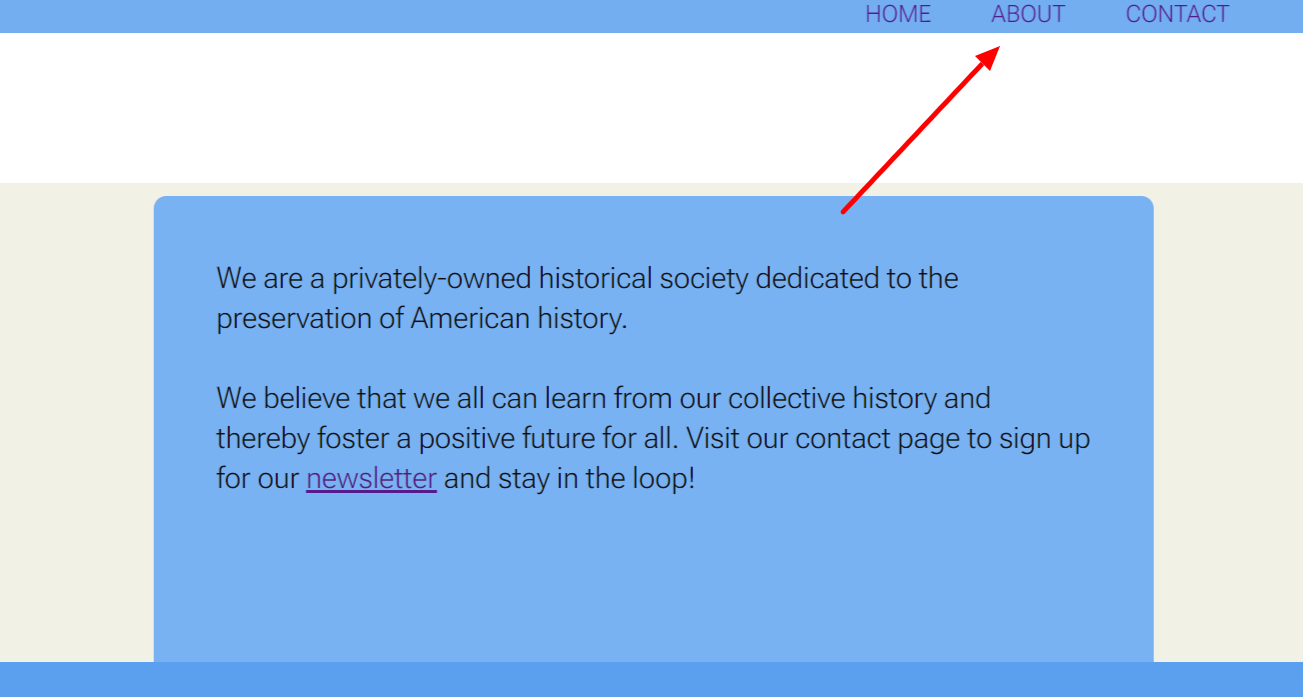 HOME ABOUT CONTACT
We are a privately-owned historical society dedicated to the
preservation of American history.
We believe that we all can learn from our collective history and
thereby foster a positive future for all. Visit our contact page to sign up
for our newsletter and stay in the loop!